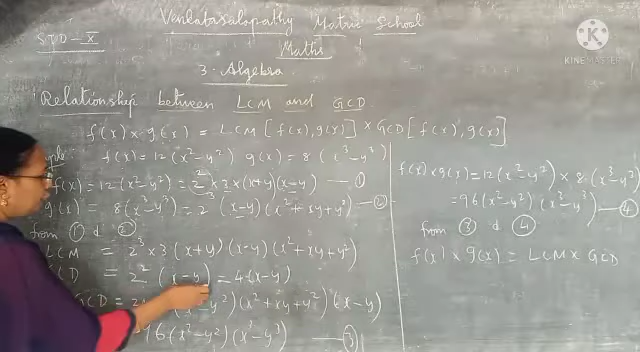 Venkatasalapathy Matric School
STD - X
Maths
3. Algebra
Relationship between LCM and GCD.
f(x) × g(x) = LCM [f(x), g(x)] × GCD [f(x), g(x)]
f(x) = 12(x² - y²) g(x) = 8 (x³ - y³)
f(x) = 12(x² - y²) = 2² × 3 × (x+y)(x-y) — ①
g(x) = 8(x³ - y³) = 2³ (x-y)(x² + xy + y²) — ②
from ① & ②
LCM = 2³ × 3 (x+y) (x-y) (x² + xy + y²)
= 2² (x-y) = 4(x-y)
GCD = (x² - y²) (x² + xy + y²) (x-y)
96(x² - y²) (x³ - y³) — ③
f(x) × g(x) = 12(x² - y²) × 8(x³ - y³)
= 96(x² - y²) (x³ - y³) — ④
from ③ & ④
f(x) × g(x) = LCM × GCD
KINEMASTER